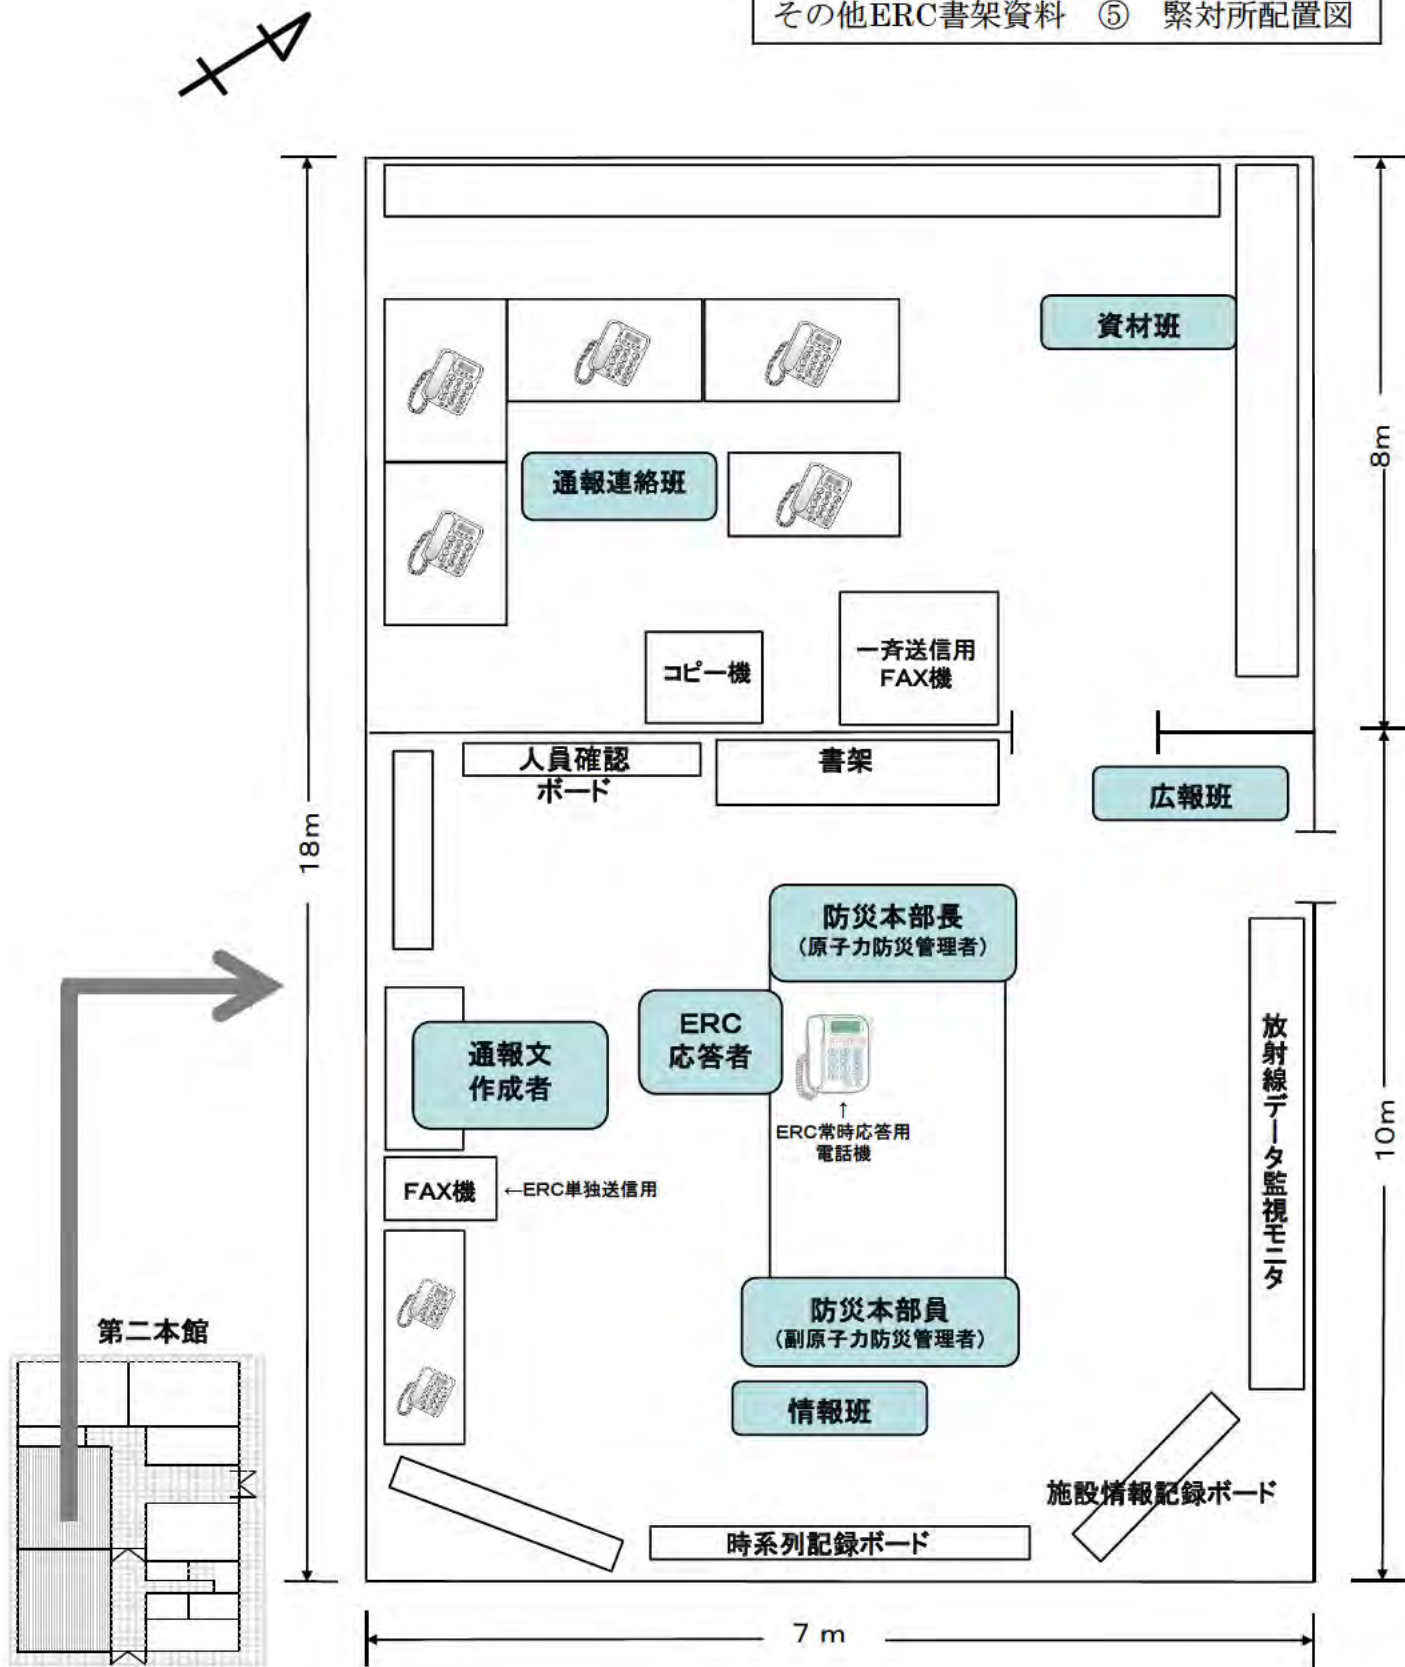 その他ERC書架資料　⑤　緊対所配置図
資材班
8m
通報連絡班
コピー機
一斉送信用
FAX機
人員確認
ボード
書架
広報班
18m
防災本部長
（原子力防災管理者）
ERC
応答者
通報文
作成者
↑
ERC常時応答用
電話機
放射線データ監視モニタ
10m
FAX機
←ERC単独送信用
防災本部員
（副原子力防災管理者）
第二本館
情報班
施設情報記録ボード
時系列記録ボード
7 m